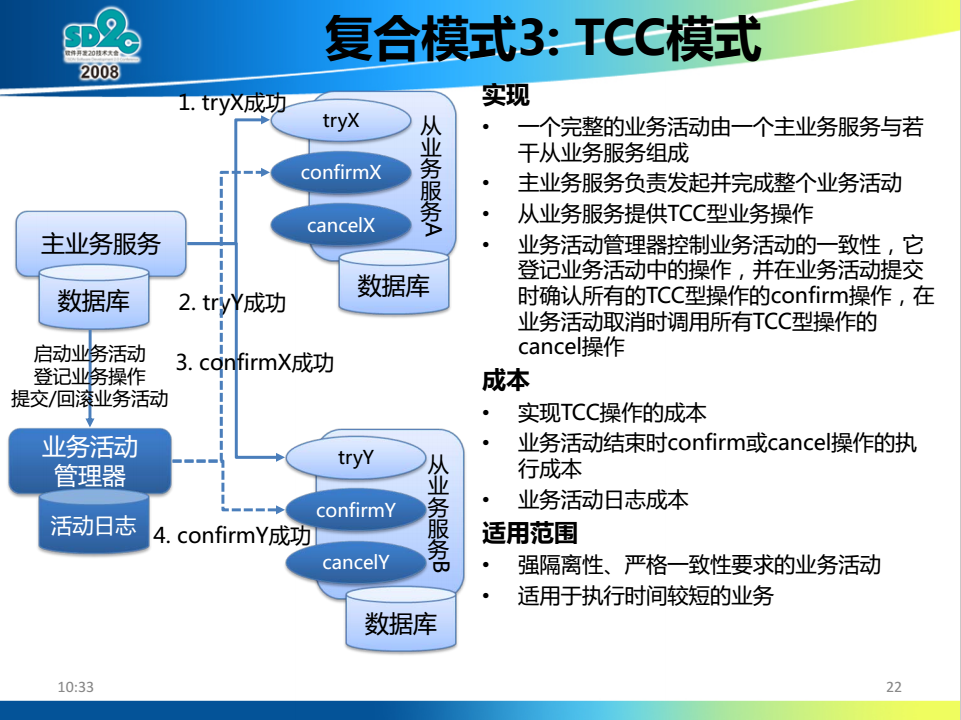 SD2C
软件开发2.0技术大会
2008
复合模式3: TCC模式
1. tryX成功
tryX
confirmX
cancelX
从业务服务A
数据库
主业务服务
数据库
2. tryY成功
3. confirmX成功
启动业务活动
登记业务操作
提交/回滚业务活动
业务活动
管理器
活动日志
4. confirmY成功
tryY
confirmY
cancelY
从业务服务B
数据库
实现
• 一个完整的业务活动由一个主业务服务与若
干从业务服务组成
• 主业务服务负责发起并完成整个业务活动
• 从业务服务提供TCC型业务操作
• 业务活动管理器控制业务活动的一致性，它
登记业务活动中的操作，并在业务活动提交
时确认所有的TCC型操作的confirm操作，在
业务活动取消时调用所有TCC型操作的
cancel操作
成本
• 实现TCC操作的成本
• 业务活动结束时confirm或cancel操作的执
行成本
• 业务活动日志成本
适用范围
• 强隔离性、严格一致性要求的业务活动
• 适用于执行时间较短的业务
10:33
22